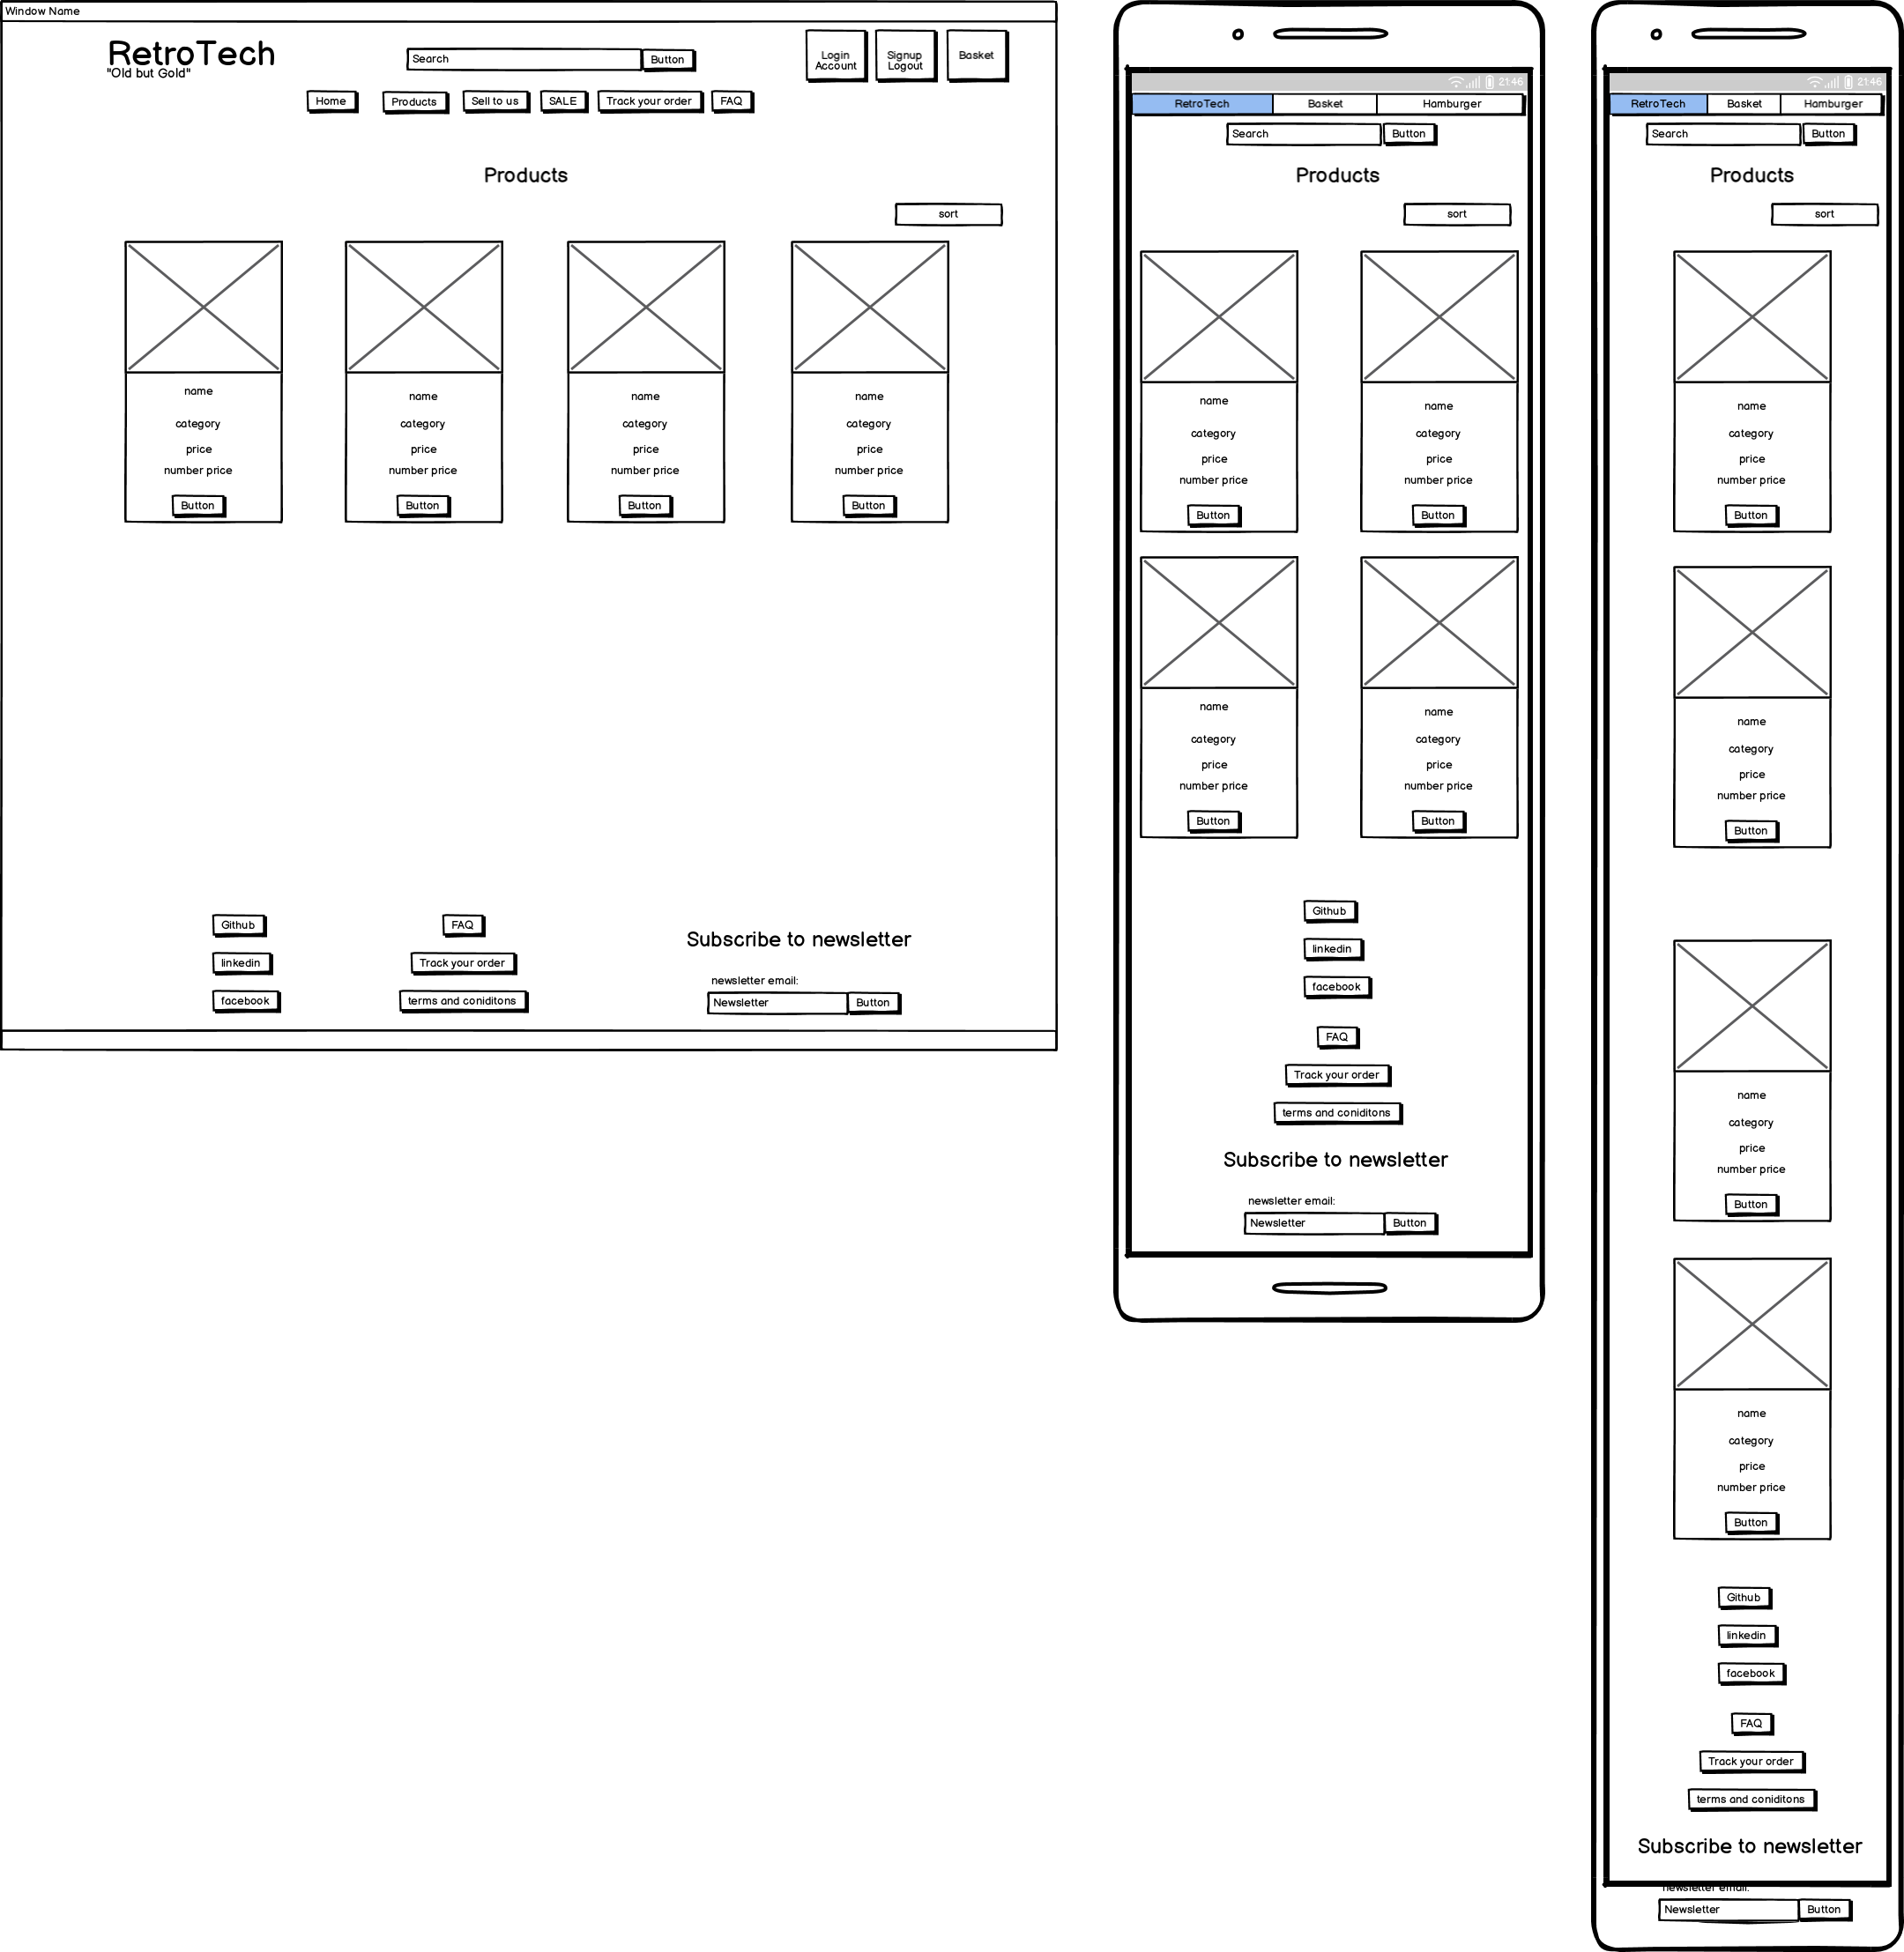 Window Name
RetroTech
"Old but Gold"
Search
Button
Login
Account
Signup
Logout
Basket
Home
Products
Sell to us
SALE
Track your order
FAQ
Products
sort
name
category
price
number price
Button
name
category
price
number price
Button
name
category
price
number price
Button
name
category
price
number price
Button
Github
linkedin
facebook
FAQ
Track your order
terms and coniditons
Subscribe to newsletter
newsletter email:
Newsletter
Button
21:46
RetroTech
Basket
Hamburger
Search
Button
Products
sort
name
category
price
number price
Button
name
category
price
number price
Button
name
category
price
number price
Button
name
category
price
number price
Button
Github
linkedin
facebook
FAQ
Track your order
terms and coniditons
Subscribe to newsletter
newsletter email:
Newsletter
Button
21:46
RetroTech
Basket
Hamburger
Search
Button
Products
sort
name
category
price
number price
Button
name
category
price
number price
Button
name
category
price
number price
Button
name
category
price
number price
Button
Github
linkedin
facebook
FAQ
Track your order
terms and coniditons
Subscribe to newsletter
newsletter email:
Newsletter
Button